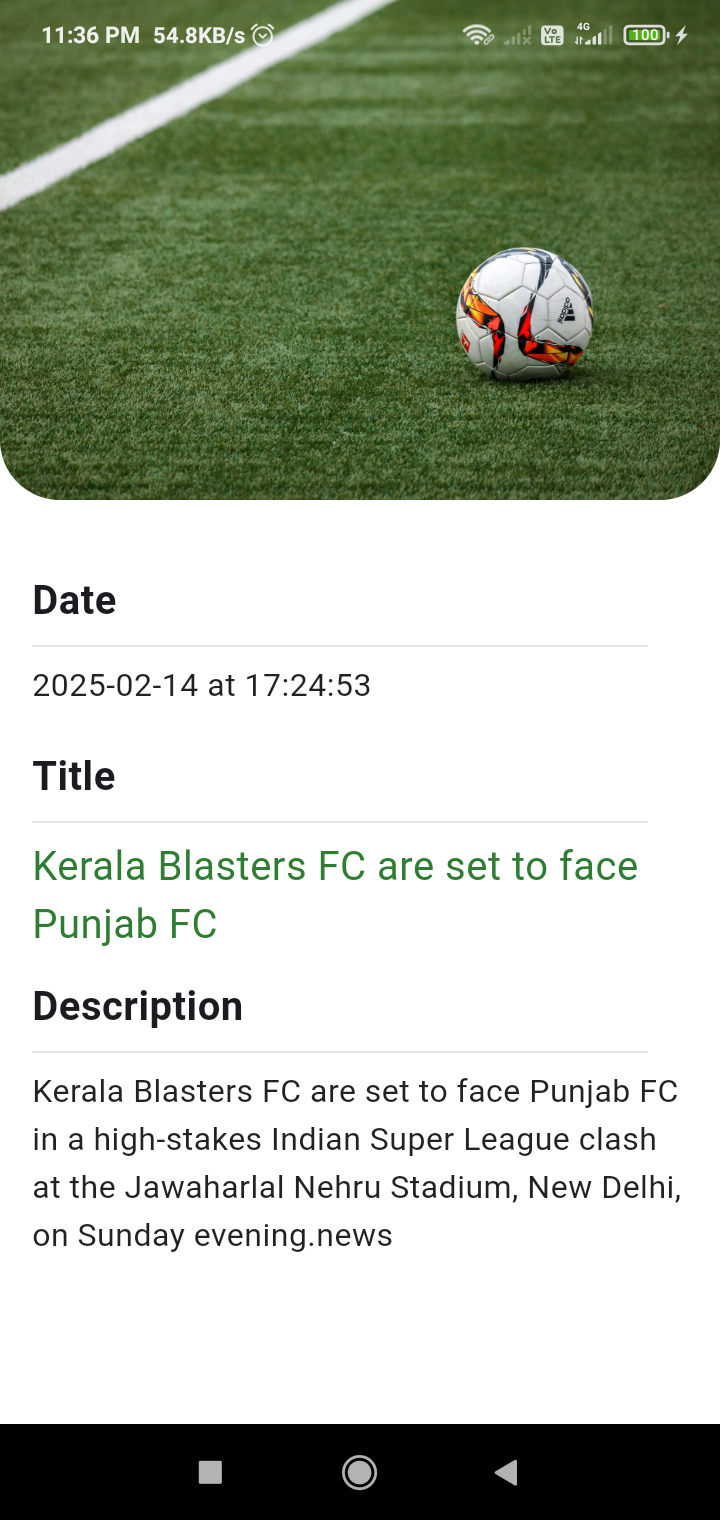 11:36 PM 54.8KB/s
Vo LTE 4G 100
Date
2025-02-14 at 17:24:53
Title
Kerala Blasters FC are set to face
Punjab FC
Description
Kerala Blasters FC are set to face Punjab FC
in a high-stakes Indian Super League clash
at the Jawaharlal Nehru Stadium, New Delhi,
on Sunday evening.news